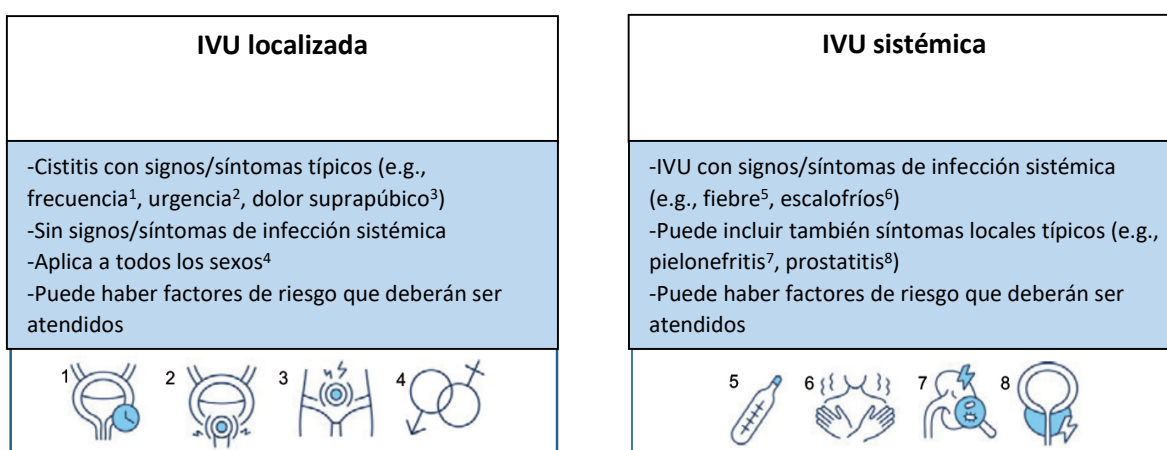 IVU localizada
-Cistitis con signos/síntomas típicos (e.g.,
frecuencia¹, urgencia², dolor suprapúbico³)
-Sin signos/síntomas de infección sistémica
-Aplica a todos los sexos⁴
-Puede haber factores de riesgo que deberán ser
atendidos
1 2 3 4
IVU sistémica
-IVU con signos/síntomas de infección sistémica
(e.g., fiebre⁵, escalofríos⁶)
-Puede incluir también síntomas locales típicos (e.g.,
pielonefritis⁷, prostatitis⁸)
-Puede haber factores de riesgo que deberán ser
atendidos
5 6 7 8